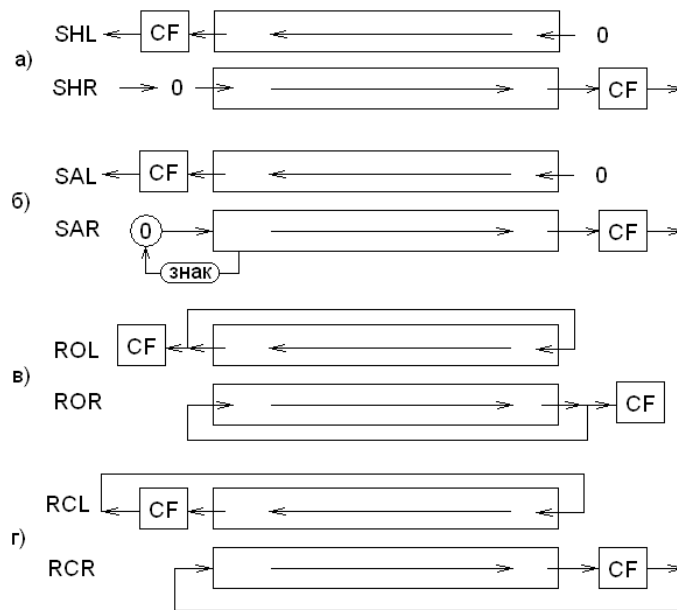 SHL CF 0
а)
SHR 0 CF
SAL CF 0
б)
SAR 0 CF
знак
ROL CF
в)
ROR CF
RCL CF
г)
RCR CF